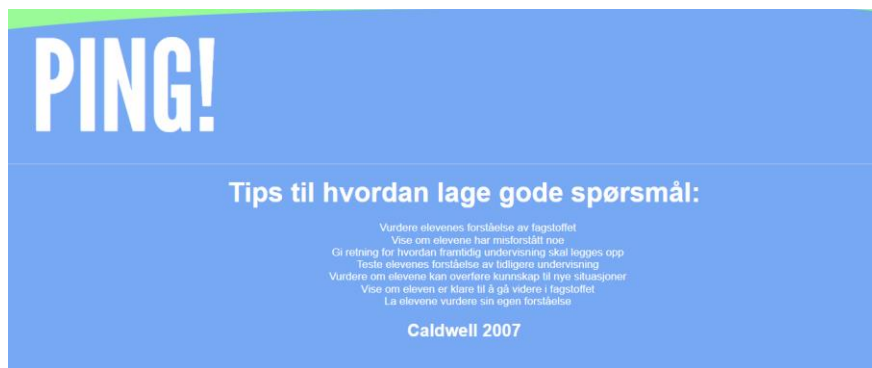 PING!
Tips til hvordan lage gode spørsmål:
Vurdere elevenes forståelse av fagstoffet
Vise om elevene har misforstått noe
Gi retning for hvordan framtidig undervisning skal legges opp
Teste elevenes forståelse av tidligere undervisning
Vurdere om elevene kan overføre kunnskap til nye situasjoner
Vise om eleven er klare til å gå videre i fagstoffet
La elevene vurdere sin egen forståelse
Caldwell 2007